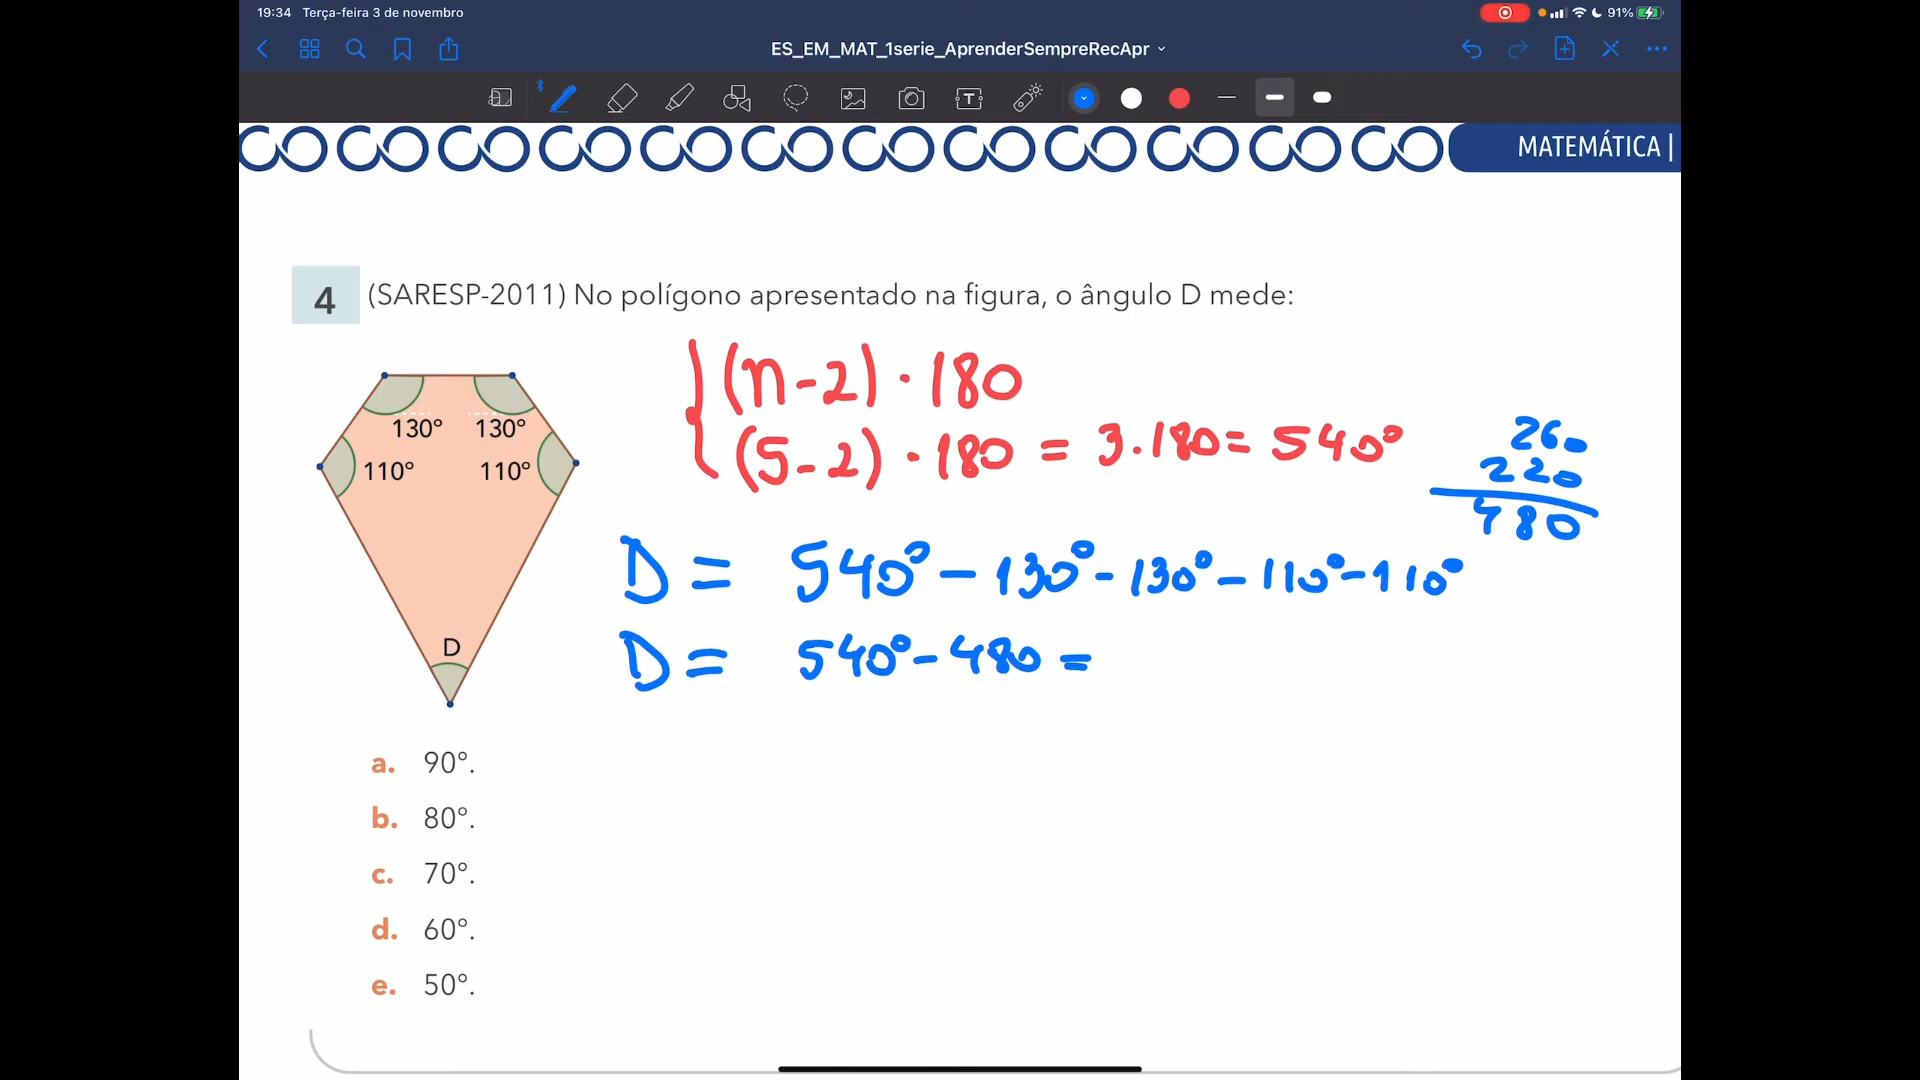 19:34 Terça-feira 3 de novembro
91%
ES_EM_MAT_1serie_AprenderSempreRecApr
MATEMÁTICA |
4 (SARESP-2011) No polígono apresentado na figura, o ângulo D mede:
(n-2) · 180
(5-2) · 180 = 3.180 = 540°
260
220
480
130° 130°
110° 110°
D
D = 540° - 130° - 130° - 110° - 110°
D = 540° - 480 =
a. 90°.
b. 80°.
c. 70°.
d. 60°.
e. 50°.